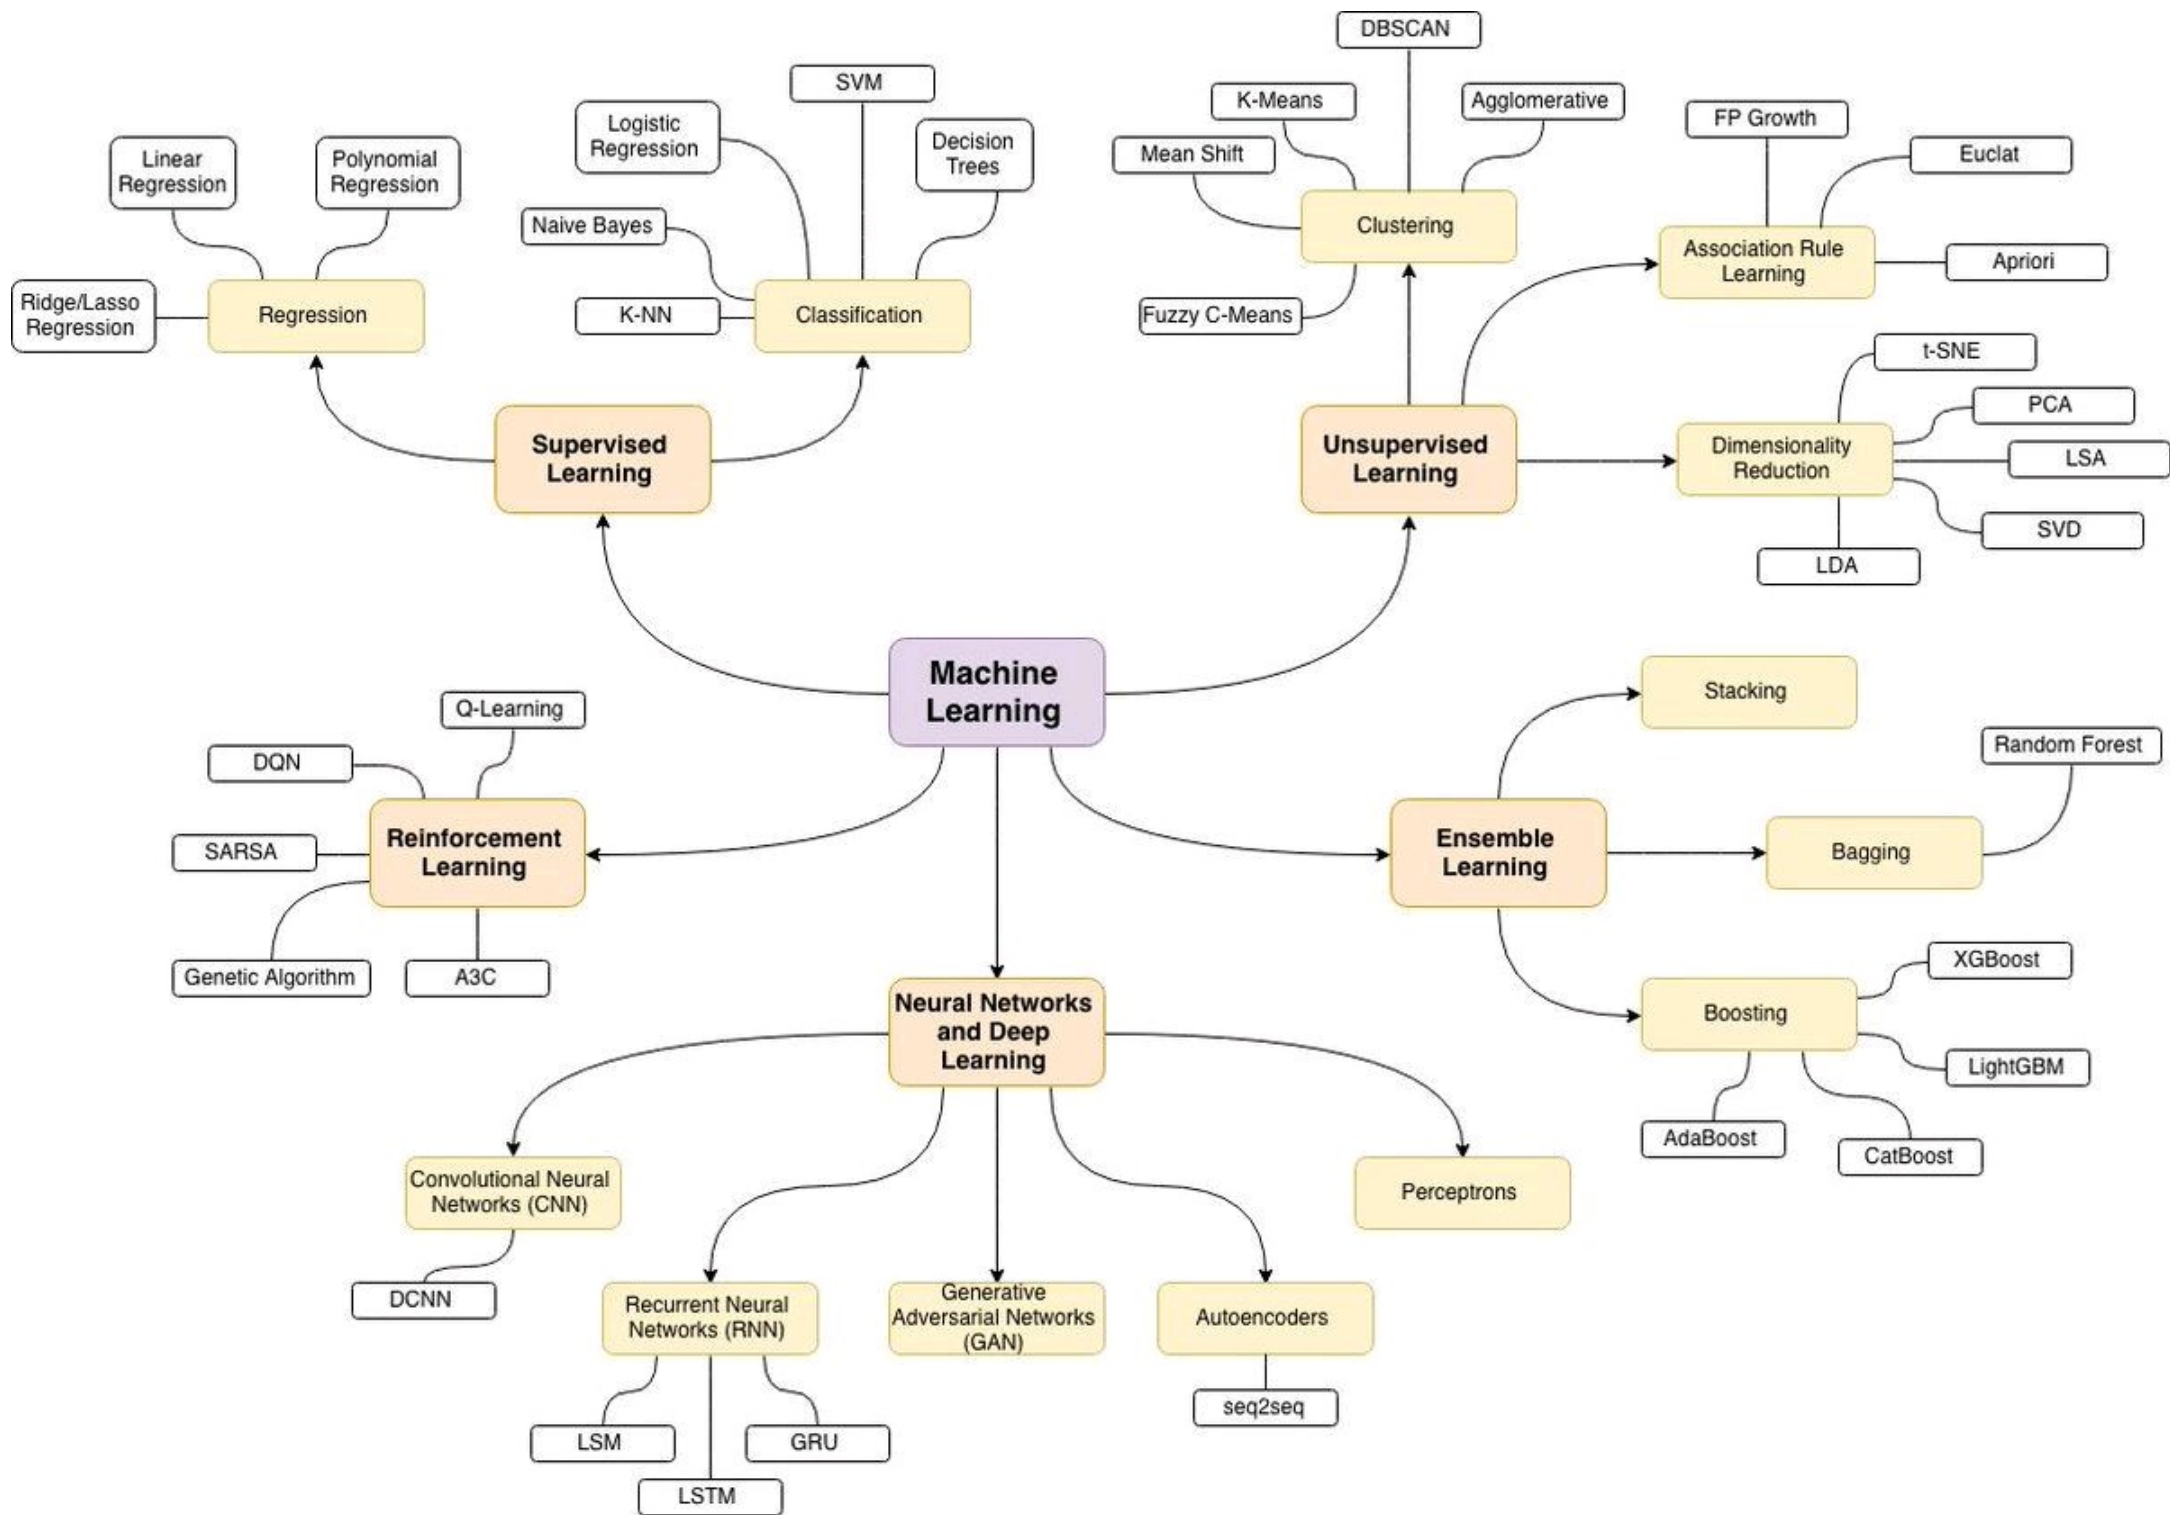 DBSCAN
SVM
K-Means
Agglomerative
Logistic
Regression
FP Growth
Decision
Trees
Linear
Regression
Polynomial
Regression
Mean Shift
Euclat
Naive Bayes
Clustering
Association Rule
Learning
Apriori
Ridge/Lasso
Regression
Regression
K-NN
Classification
Fuzzy C-Means
t-SNE
PCA
Supervised
Learning
Unsupervised
Learning
Dimensionality
Reduction
LSA
SVD
LDA
Machine
Learning
Stacking
Q-Learning
Random Forest
DQN
Reinforcement
Learning
SARSA
Ensemble
Learning
Bagging
Genetic Algorithm
A3C
XGBoost
Neural Networks
and Deep
Learning
Boosting
LightGBM
AdaBoost
CatBoost
Convolutional Neural
Networks (CNN)
Perceptrons
DCNN
Recurrent Neural
Networks (RNN)
Generative
Adversarial Networks
(GAN)
Autoencoders
seq2seq
LSM
GRU
LSTM